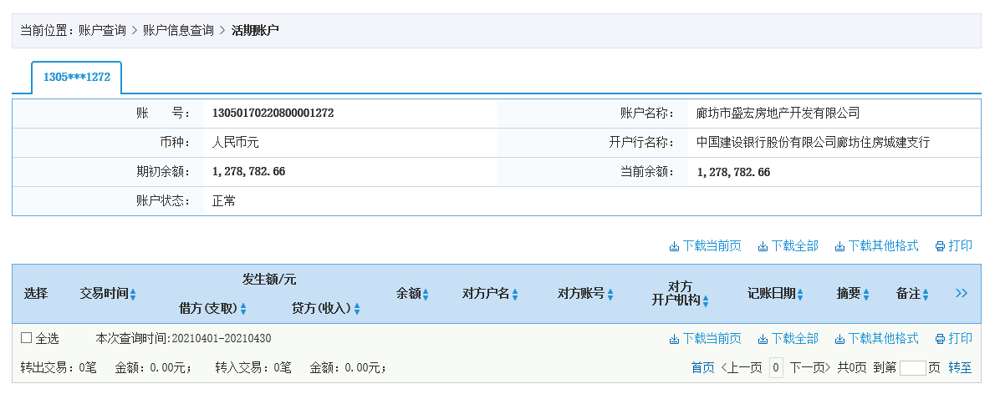 当前位置：账户查询 > 账户信息查询 > 活期账户
1305***1272
账 号： 13050170220800001272 账户名称： 廊坊市盛宏房地产开发有限公司
币种： 人民币元 开户行名称： 中国建设银行股份有限公司廊坊住房城建支行
期初余额： 1,278,782.66 当前余额： 1,278,782.66
账户状态： 正常
下载当前页 下载全部 下载其他格式 打印
选择 交易时间 发生额/元 借方(支取) 贷方(收入) 余额 对方户名 对方账号 对方开户机构 记账日期 摘要 备注 >>
全选 本次查询时间:20210401-20210430 下载当前页 下载全部 下载其他格式 打印
转出交易：0笔 金额：0.00元； 转入交易：0笔 金额：0.00元； 首页 <上一页 0 下一页> 共0页 到第 页 转至